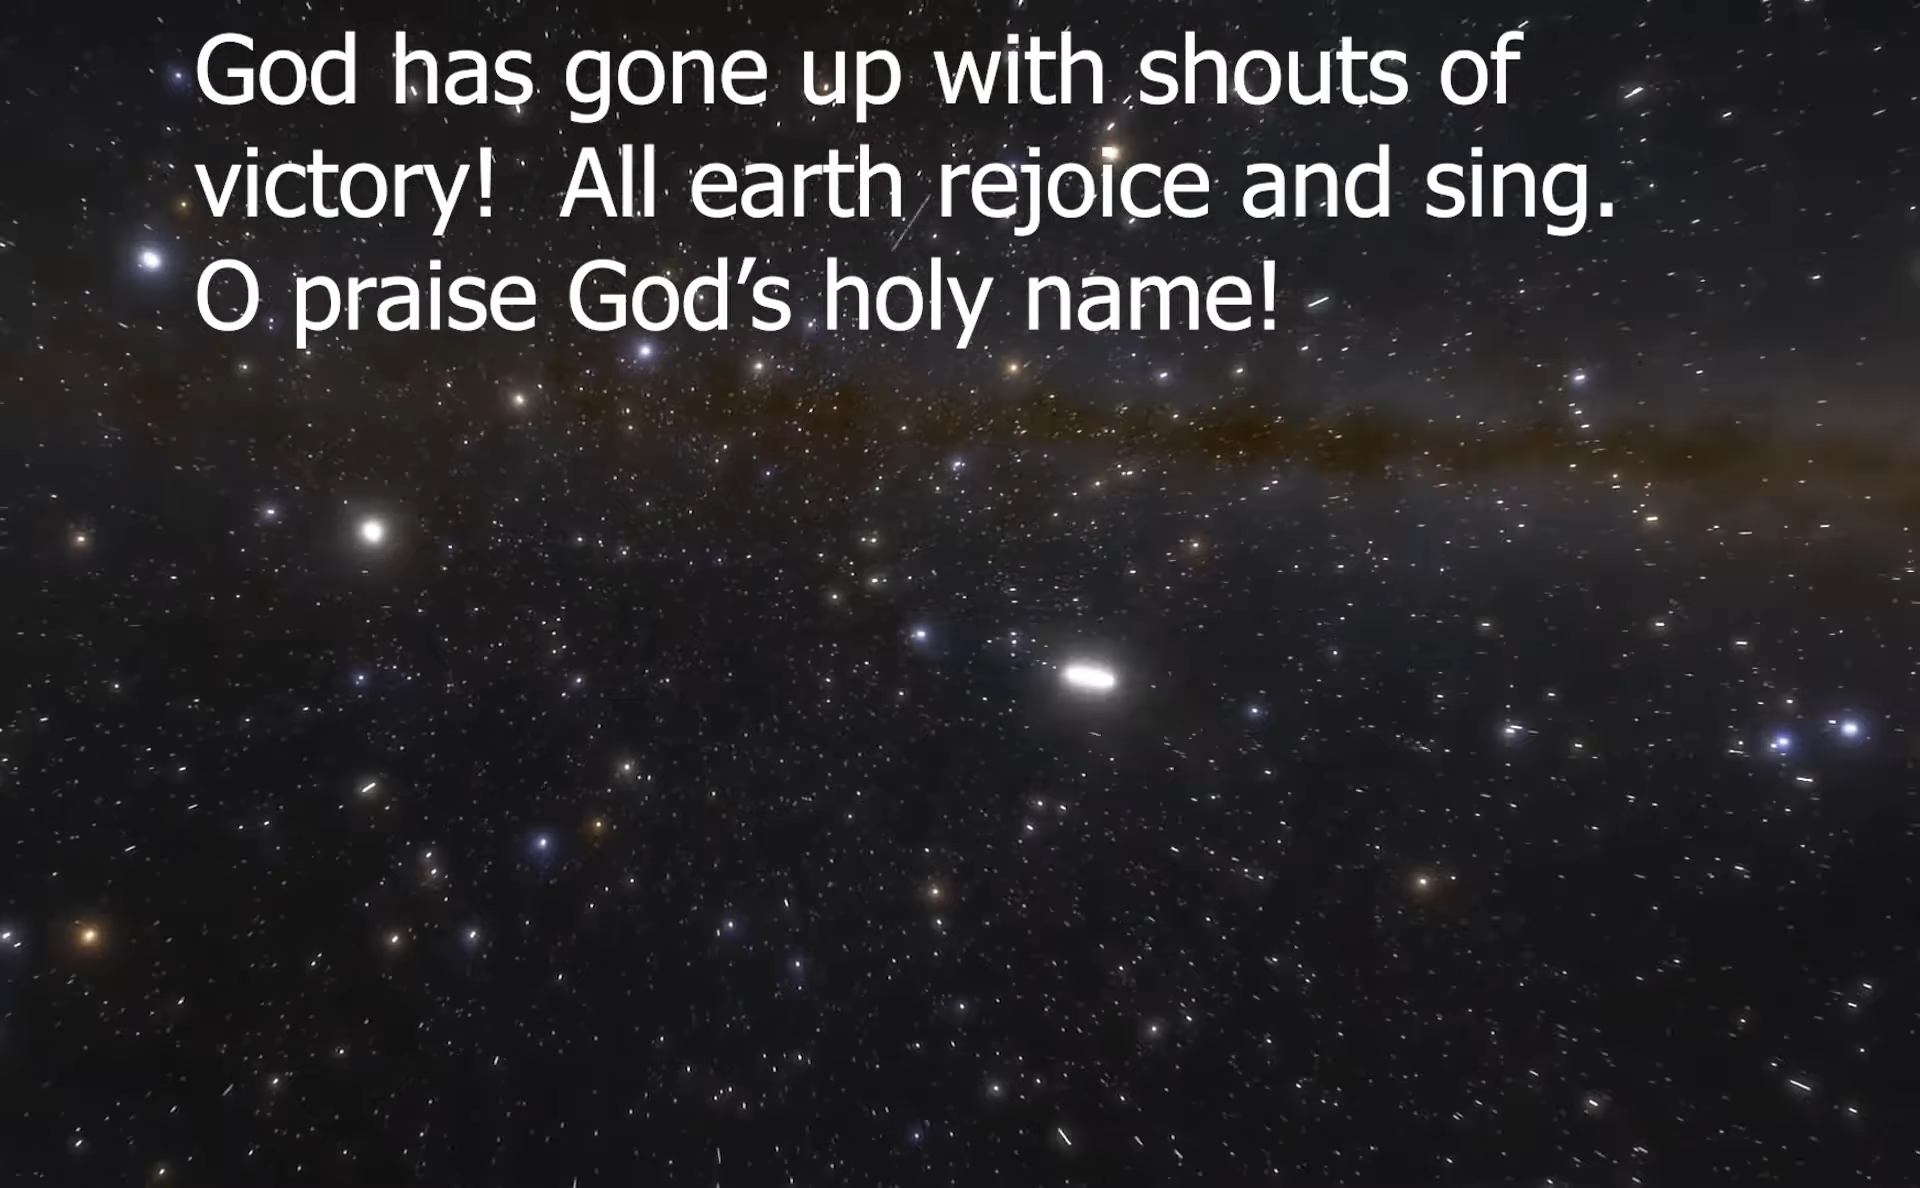 God has gone up with shouts of
victory!  All earth rejoice and sing.
O praise God’s holy name!